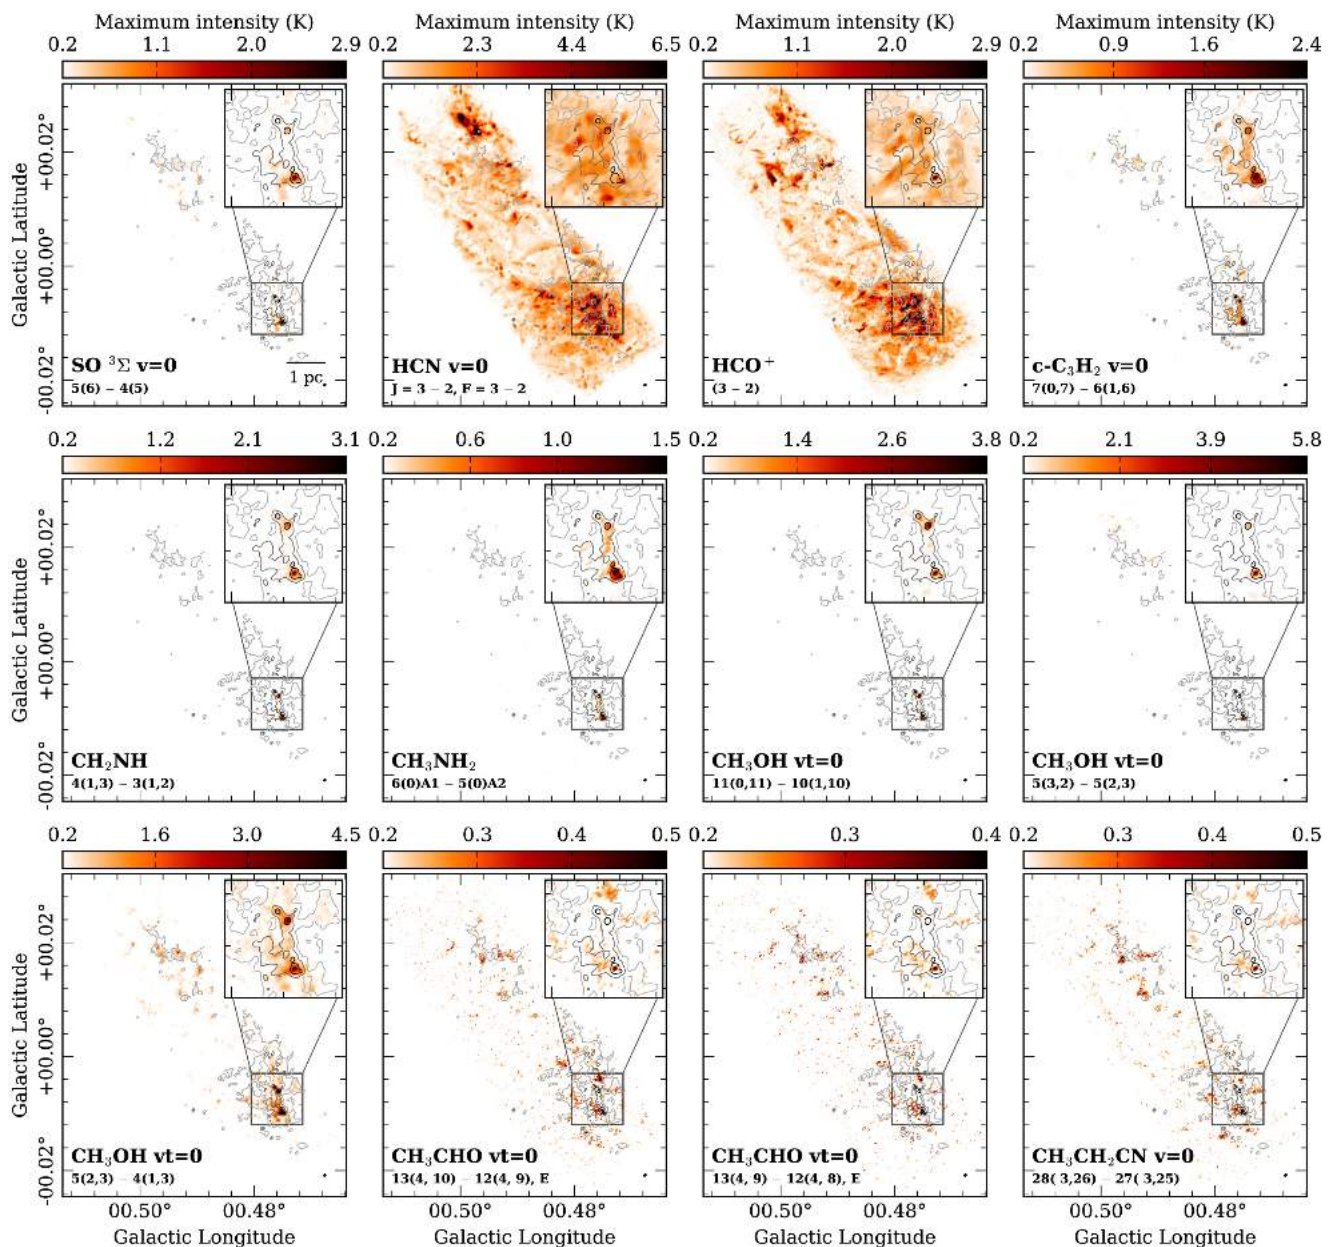 Maximum intensity (K) Maximum intensity (K) Maximum intensity (K) Maximum intensity (K)
0.2 1.1 2.0 2.9 0.2 2.3 4.4 6.5 0.2 1.1 2.0 2.9 0.2 0.9 1.6 2.4
Galactic Latitude
+00.02°
+00.00°
-00.02°
1 pc
SO ³Σ v=0
5(6) − 4(5)
HCN v=0
J = 3 − 2, F = 3 − 2
HCO⁺
(3 − 2)
c-C₃H₂ v=0
7(0,7) − 6(1,6)
0.2 1.2 2.1 3.1 0.2 0.6 1.0 1.5 0.2 1.4 2.6 3.8 0.2 2.1 3.9 5.8
Galactic Latitude
+00.02°
+00.00°
-00.02°
CH₂NH
4(1,3) − 3(1,2)
CH₃NH₂
6(0)A1 − 5(0)A2
CH₃OH vt=0
11(0,11) − 10(1,10)
CH₃OH vt=0
5(3,2) − 5(2,3)
0.2 1.6 3.0 4.5 0.2 0.3 0.4 0.5 0.2 0.3 0.4 0.2 0.3 0.4 0.5
Galactic Latitude
+00.02°
+00.00°
-00.02°
CH₃OH vt=0
5(2,3) − 4(1,3)
CH₃CHO vt=0
13(4, 10) − 12(4, 9), E
CH₃CHO vt=0
13(4, 9) − 12(4, 8), E
CH₃CH₂CN v=0
28( 3,26) − 27( 3,25)
00.50° 00.48° 00.50° 00.48° 00.50° 00.48° 00.50° 00.48°
Galactic Longitude Galactic Longitude Galactic Longitude Galactic Longitude